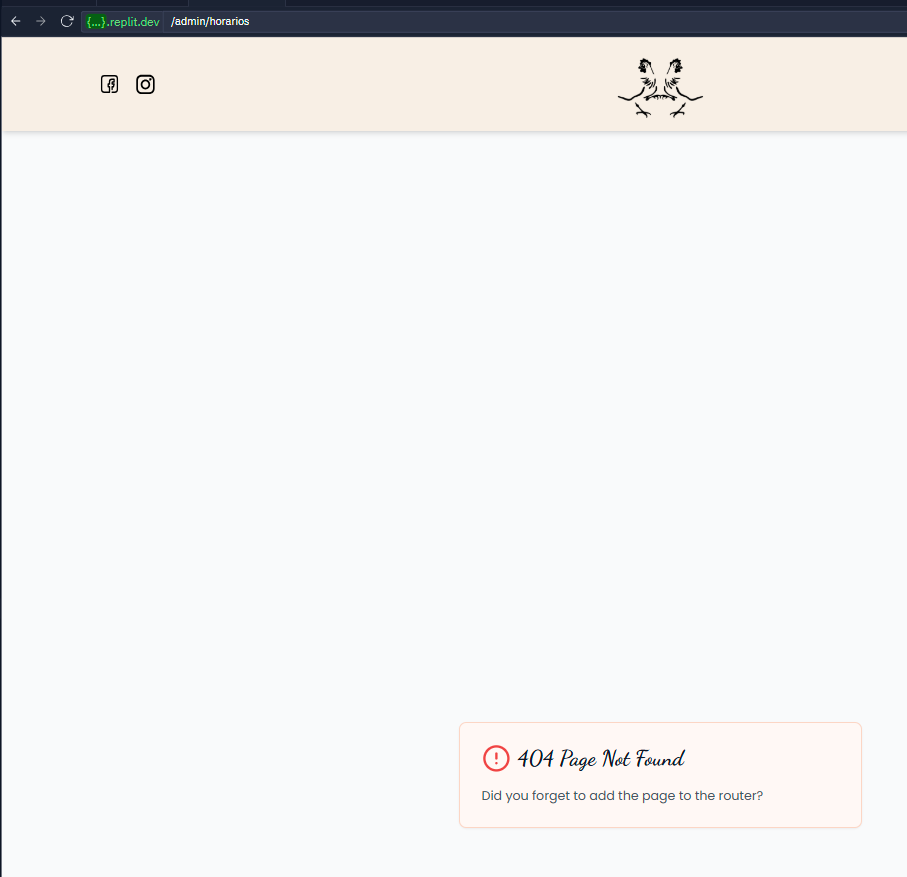 {...}.replit.dev /admin/horarios
404 Page Not Found
Did you forget to add the page to the router?